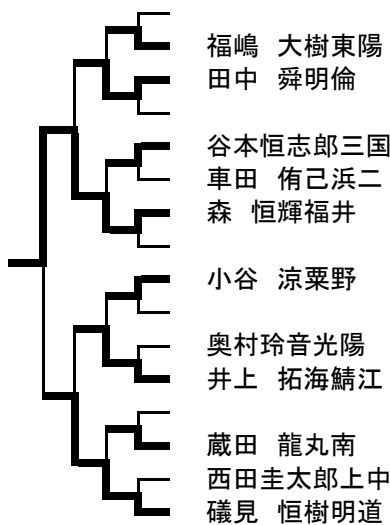 福嶋 大樹東陽
田中 舜明倫
谷本恒志郎三国
車田 侑己浜二
森 恒輝福井
小谷 涼粟野
奥村玲音光陽
井上 拓海鯖江
蔵田 龍丸南
西田圭太郎上中
礒見 恒樹明道